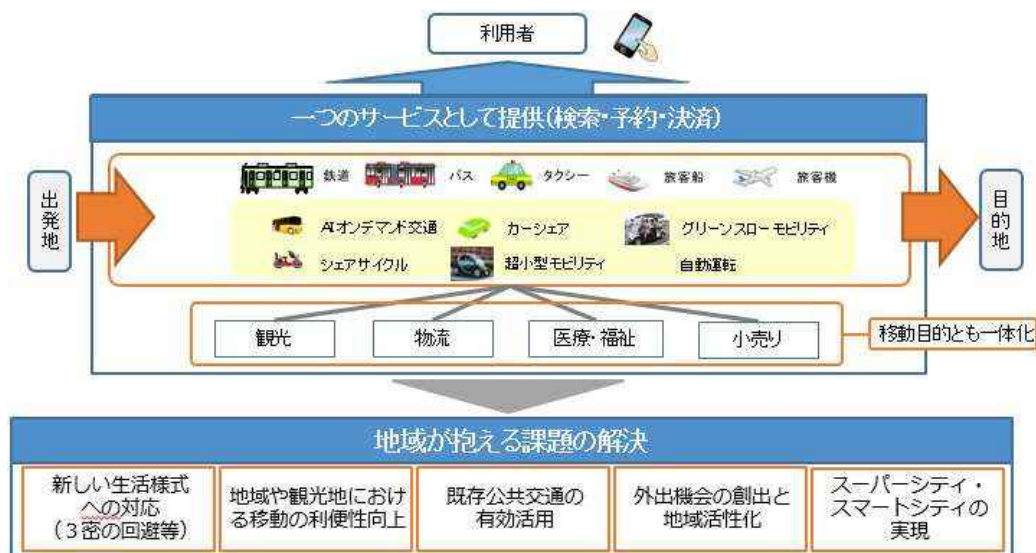 利用者
一つのサービスとして提供(検索・予約・決済)
出発地
鉄道
バス
タクシー
旅客船
旅客機
目的地
AIオンデマンド交通
カーシェア
グリーンスローモビリティ
シェアサイクル
超小型モビリティ
自動運転
観光
物流
医療・福祉
小売り
移動目的とも一体化
地域が抱える課題の解決
新しい生活様式
への対応
(3密の回避等)
地域や観光地におけ
る移動の利便性向上
既存公共交通の
有効活用
外出機会の創出と
地域活性化
スーパーシティ・
スマートシティの
実現